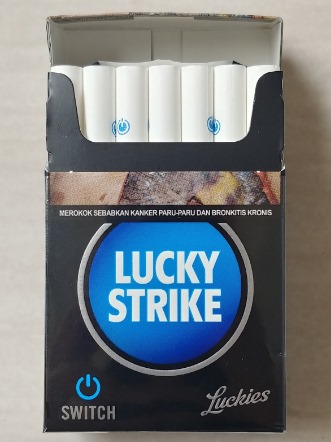 MEROKOK SEBABKAN KANKER PARU-PARU DAN BRONKITIS KRONIS
LUCKY
STRIKE
SWITCH
Luckies